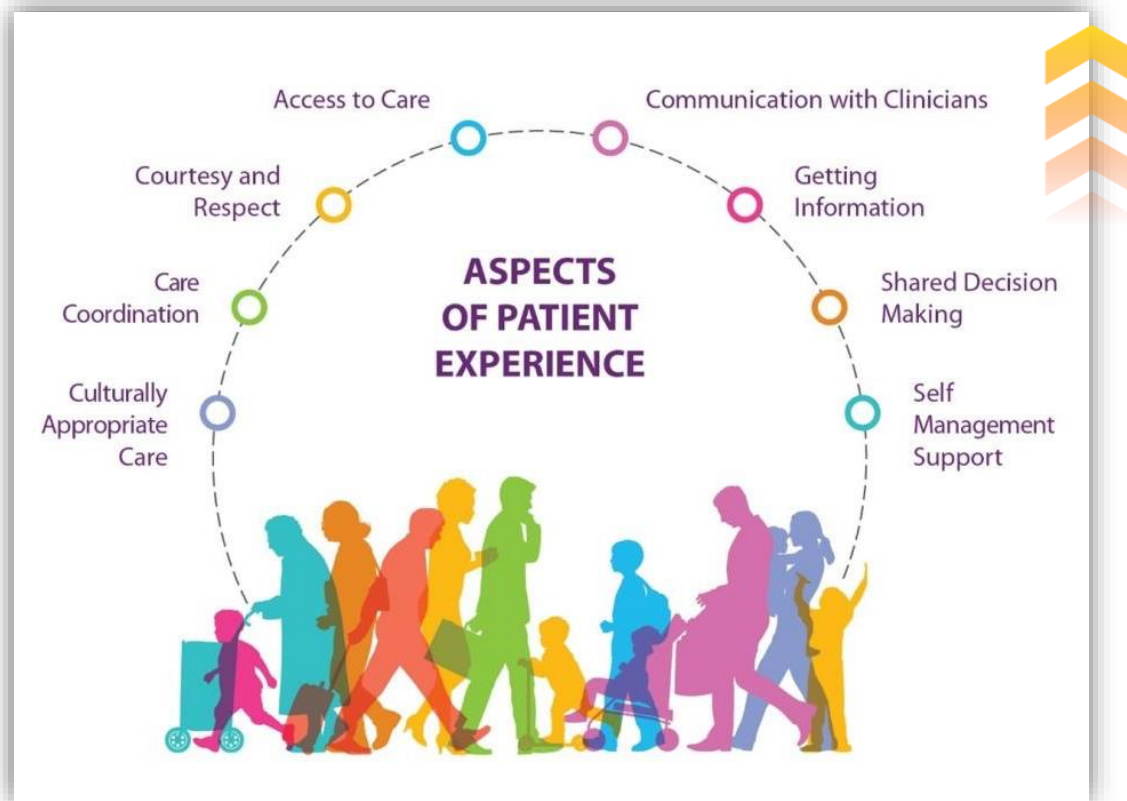 Access to Care
Communication with Clinicians
Courtesy and
Respect
Getting
Information
Care
Coordination
ASPECTS
OF PATIENT
EXPERIENCE
Shared Decision
Making
Culturally
Appropriate
Care
Self
Management
Support